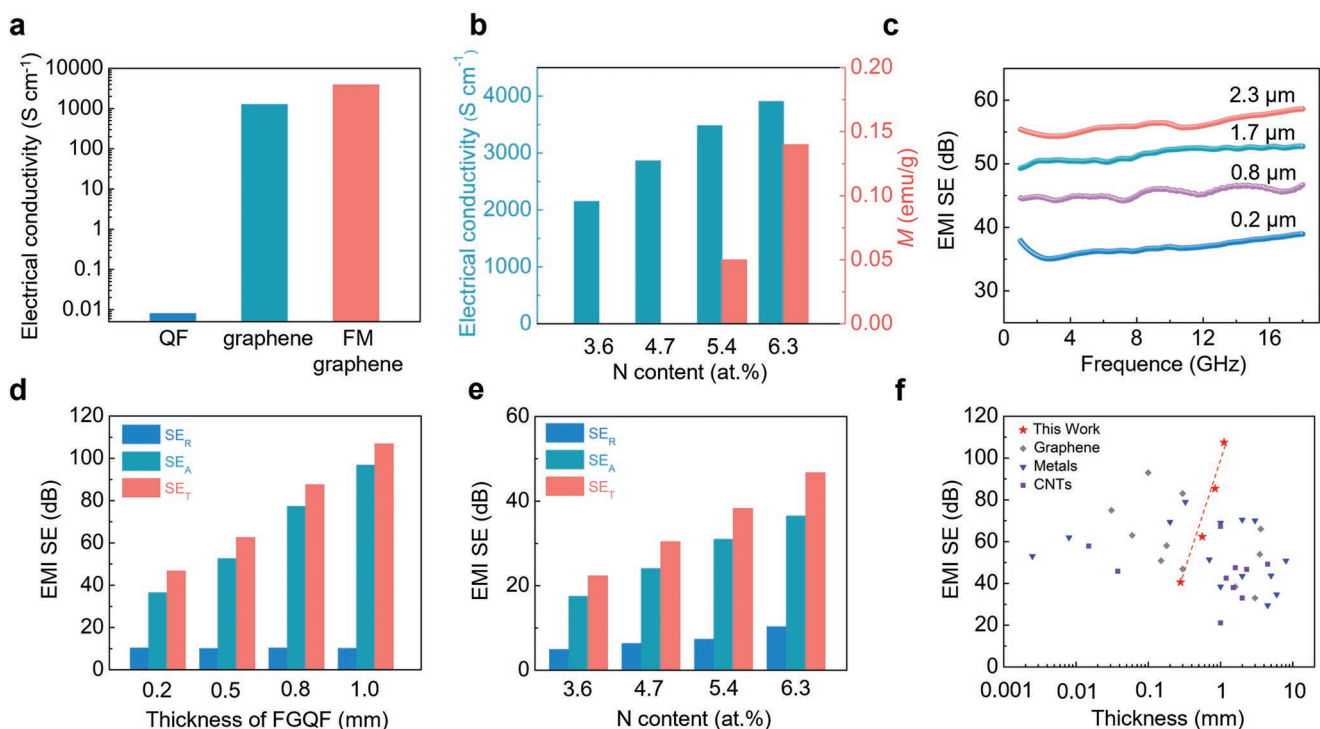 a
Electrical conductivity (S cm⁻¹)
10000
1000
100
10
1
0.1
0.01
QF
graphene
FM
graphene
b
Electrical conductivity (S cm⁻¹)
4000
3000
2000
1000
0
0.20
0.15
0.10
0.05
0.00
M (emu/g)
3.6 4.7 5.4 6.3
N content (at.%)
c
EMI SE (dB)
60
50
40
30
2.3 μm
1.7 μm
0.8 μm
0.2 μm
4 8 12 16
Frequence (GHz)
d
EMI SE (dB)
120
100
80
60
40
20
0
SE_R
SE_A
SE_T
0.2 0.5 0.8 1.0
Thickness of FGQF (mm)
e
EMI SE (dB)
60
40
20
0
SE_R
SE_A
SE_T
3.6 4.7 5.4 6.3
N content (at.%)
f
EMI SE (dB)
120
100
80
60
40
20
0
This Work
Graphene
Metals
CNTs
0.001 0.01 0.1 1 10
Thickness (mm)